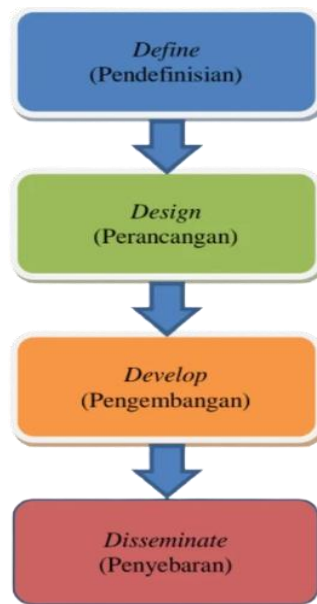 Define
(Pendefinisian)
Design
(Perancangan)
Develop
(Pengembangan)
Disseminate
(Penyebaran)